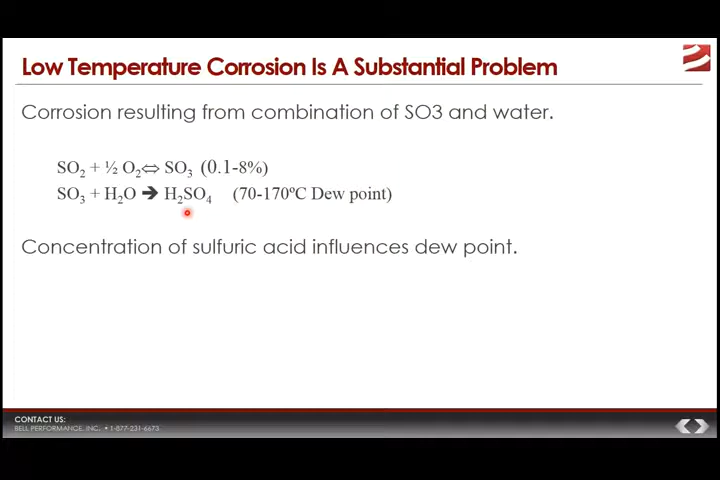 Low Temperature Corrosion Is A Substantial Problem
Corrosion resulting from combination of SO3 and water.
SO₂ + ½ O₂⇔ SO₃ (0.1-8%)
SO₃ + H₂O ➔ H₂SO₄ (70-170ºC Dew point)
Concentration of sulfuric acid influences dew point.
CONTACT US:
BELL PERFORMANCE, INC. • 1-877-231-6673